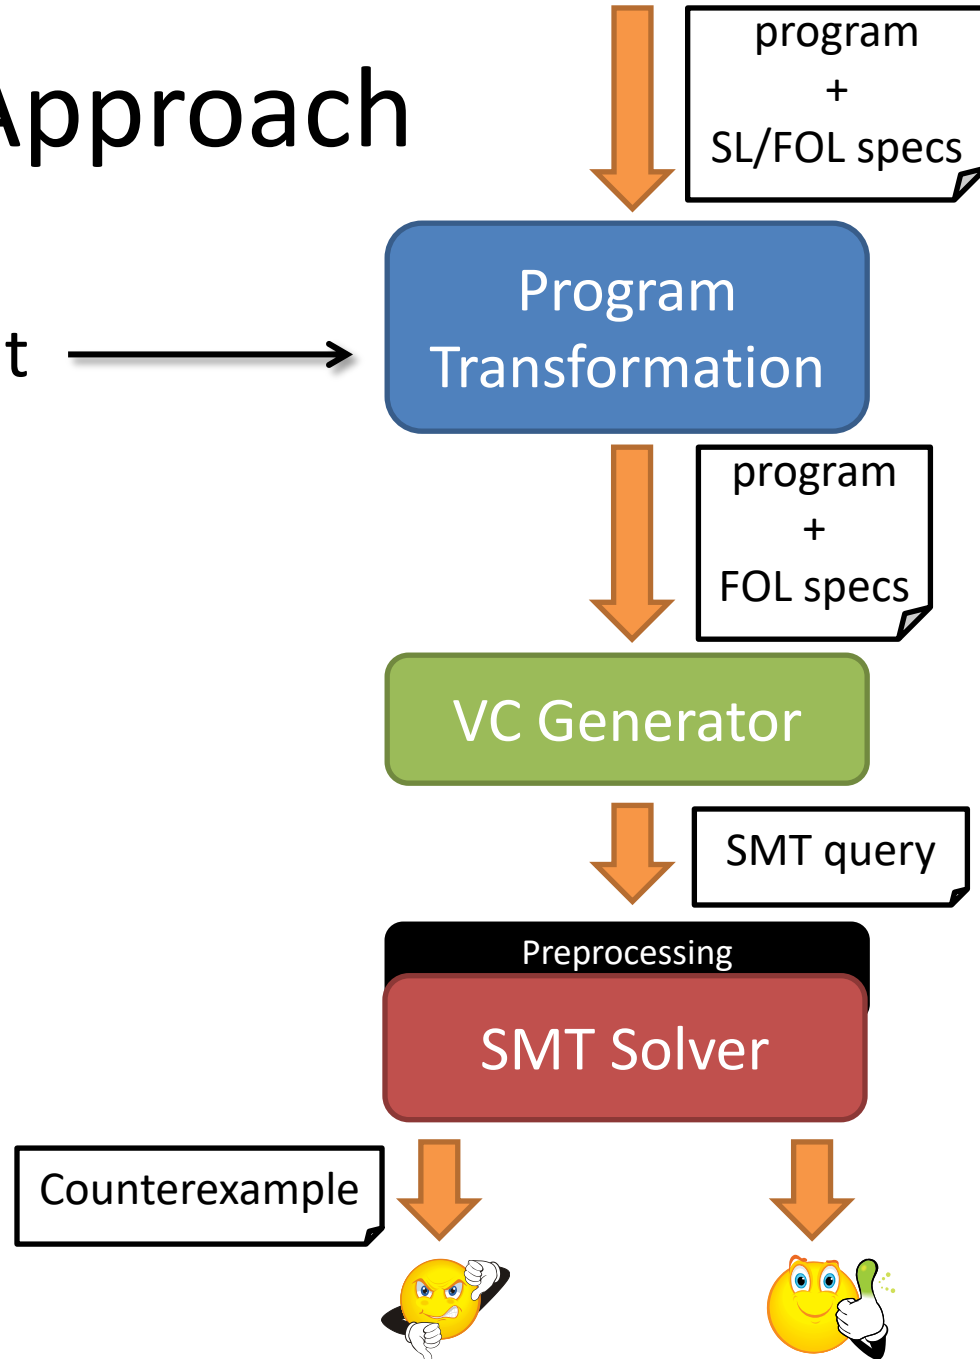 program
+
SL/FOL specs
Approach
Program
Transformation
t
program
+
FOL specs
VC Generator
SMT query
Preprocessing
SMT Solver
Counterexample